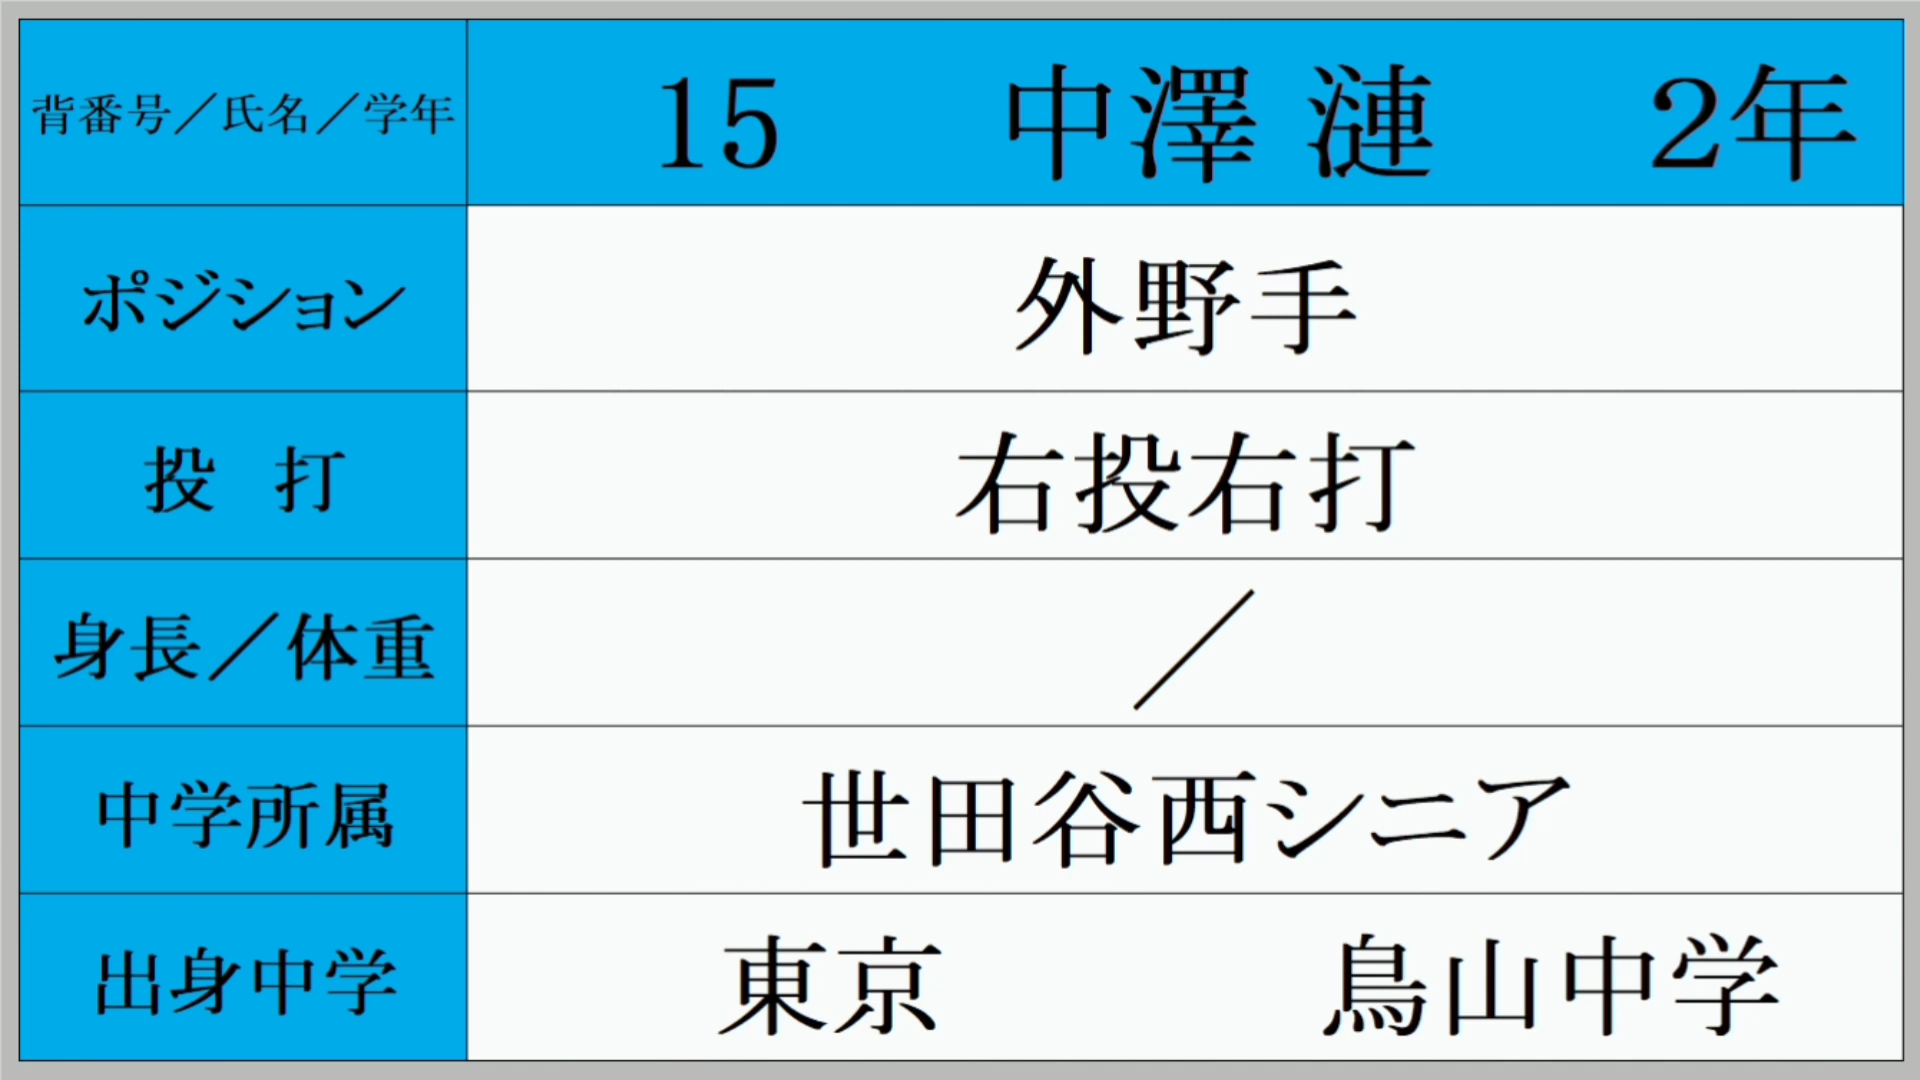 背番号／氏名／学年 15 中澤 漣 2年
ポジション 外野手
投 打 右投右打
身長／体重 ／
中学所属 世田谷西シニア
出身中学 東京 烏山中学